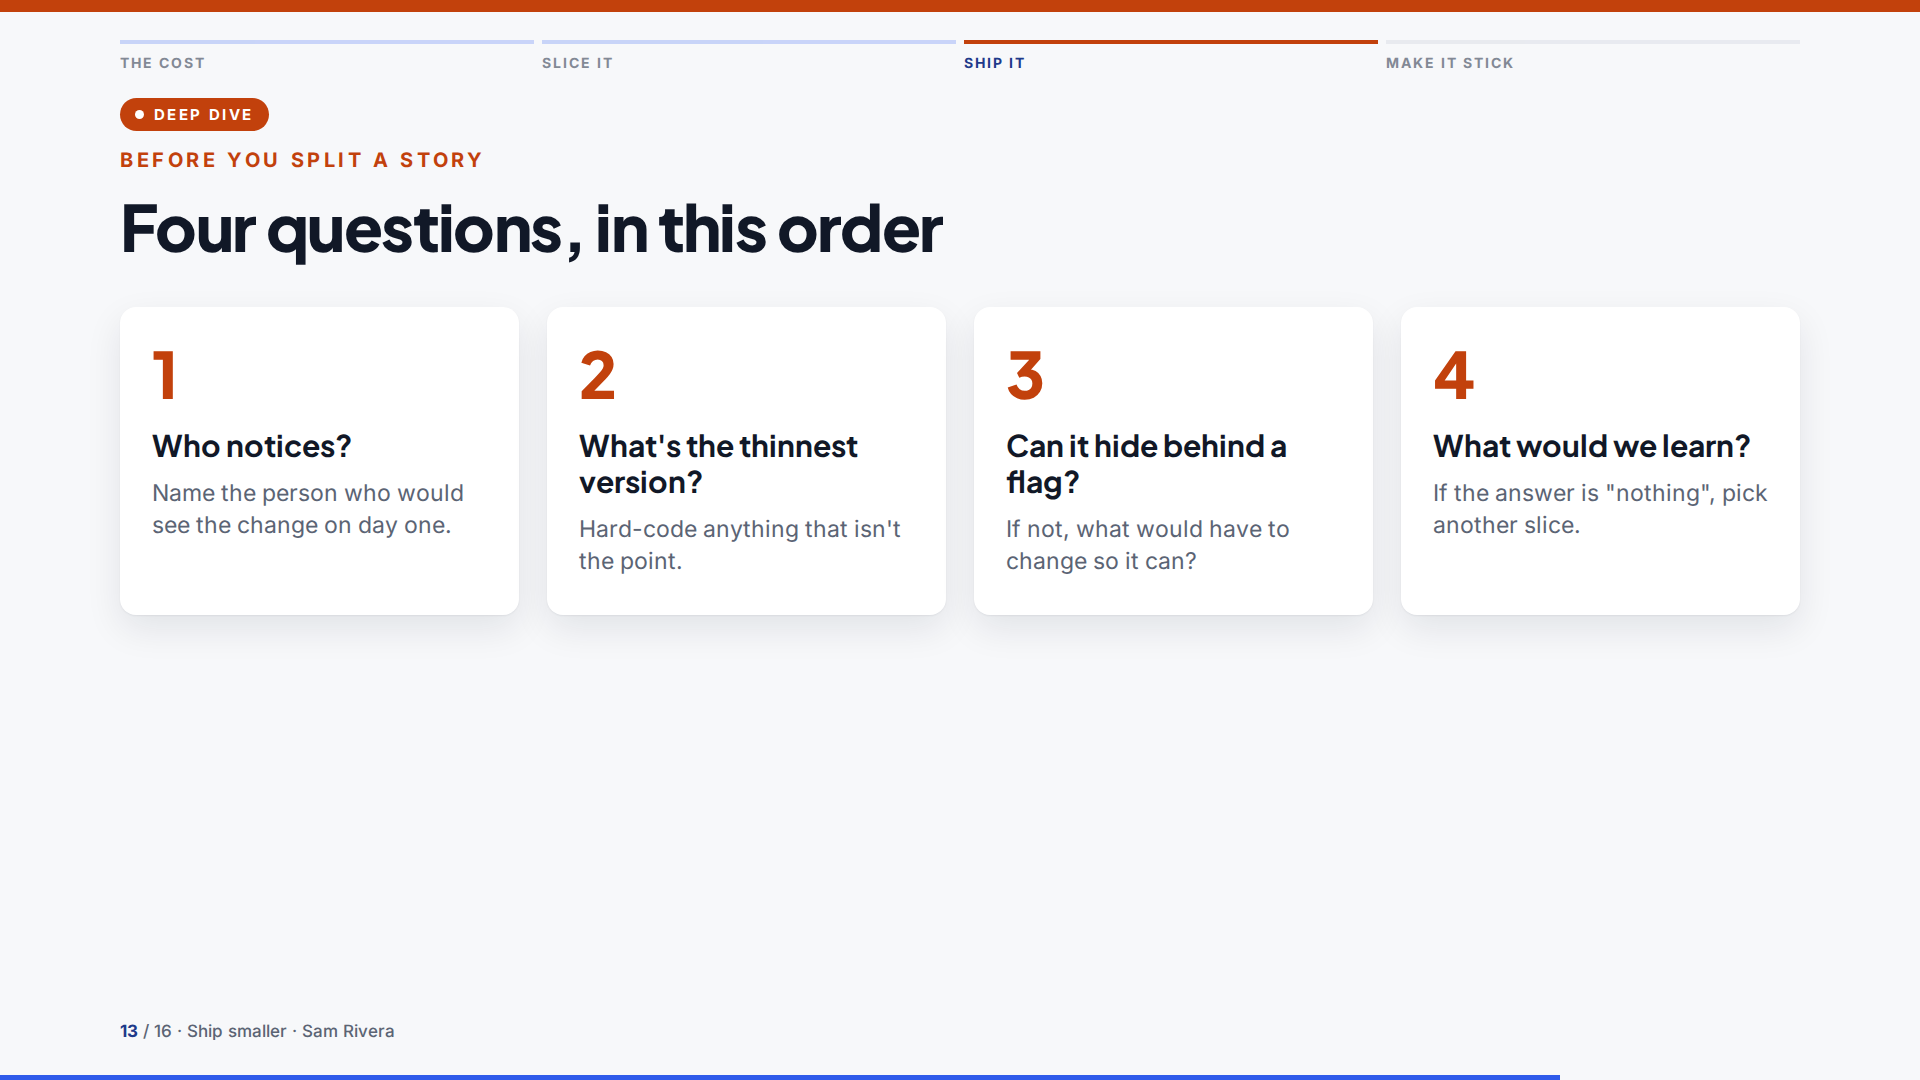 THE COST
SLICE IT
SHIP IT
MAKE IT STICK
DEEP DIVE
BEFORE YOU SPLIT A STORY
Four questions, in this order
1
Who notices?
Name the person who would
see the change on day one.
2
What's the thinnest
version?
Hard-code anything that isn't
the point.
3
Can it hide behind a
flag?
If not, what would have to
change so it can?
4
What would we learn?
If the answer is "nothing", pick
another slice.
13 / 16 · Ship smaller · Sam Rivera